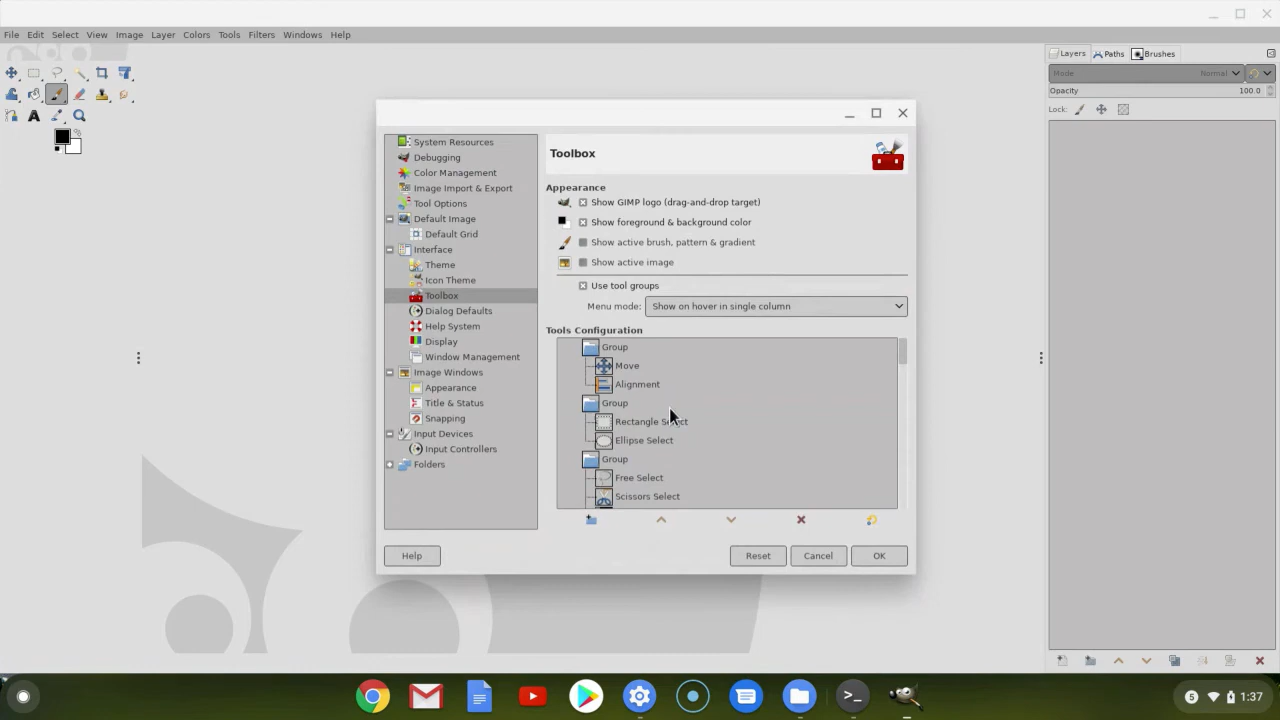 File Edit Select View Image Layer Colors Tools Filters Windows Help
Layers Paths Brushes
Mode Normal
Opacity 100.0
Lock:
System Resources
Debugging
Color Management
Image Import & Export
Tool Options
Default Image
Default Grid
Interface
Theme
Icon Theme
Toolbox
Dialog Defaults
Help System
Display
Window Management
Image Windows
Appearance
Title & Status
Snapping
Input Devices
Input Controllers
Folders
Toolbox
Appearance
Show GIMP logo (drag-and-drop target)
Show foreground & background color
Show active brush, pattern & gradient
Show active image
Use tool groups
Menu mode: Show on hover in single column
Tools Configuration
Group
Move
Alignment
Group
Rectangle Select
Ellipse Select
Group
Free Select
Scissors Select
Help Reset Cancel OK
5 1:37